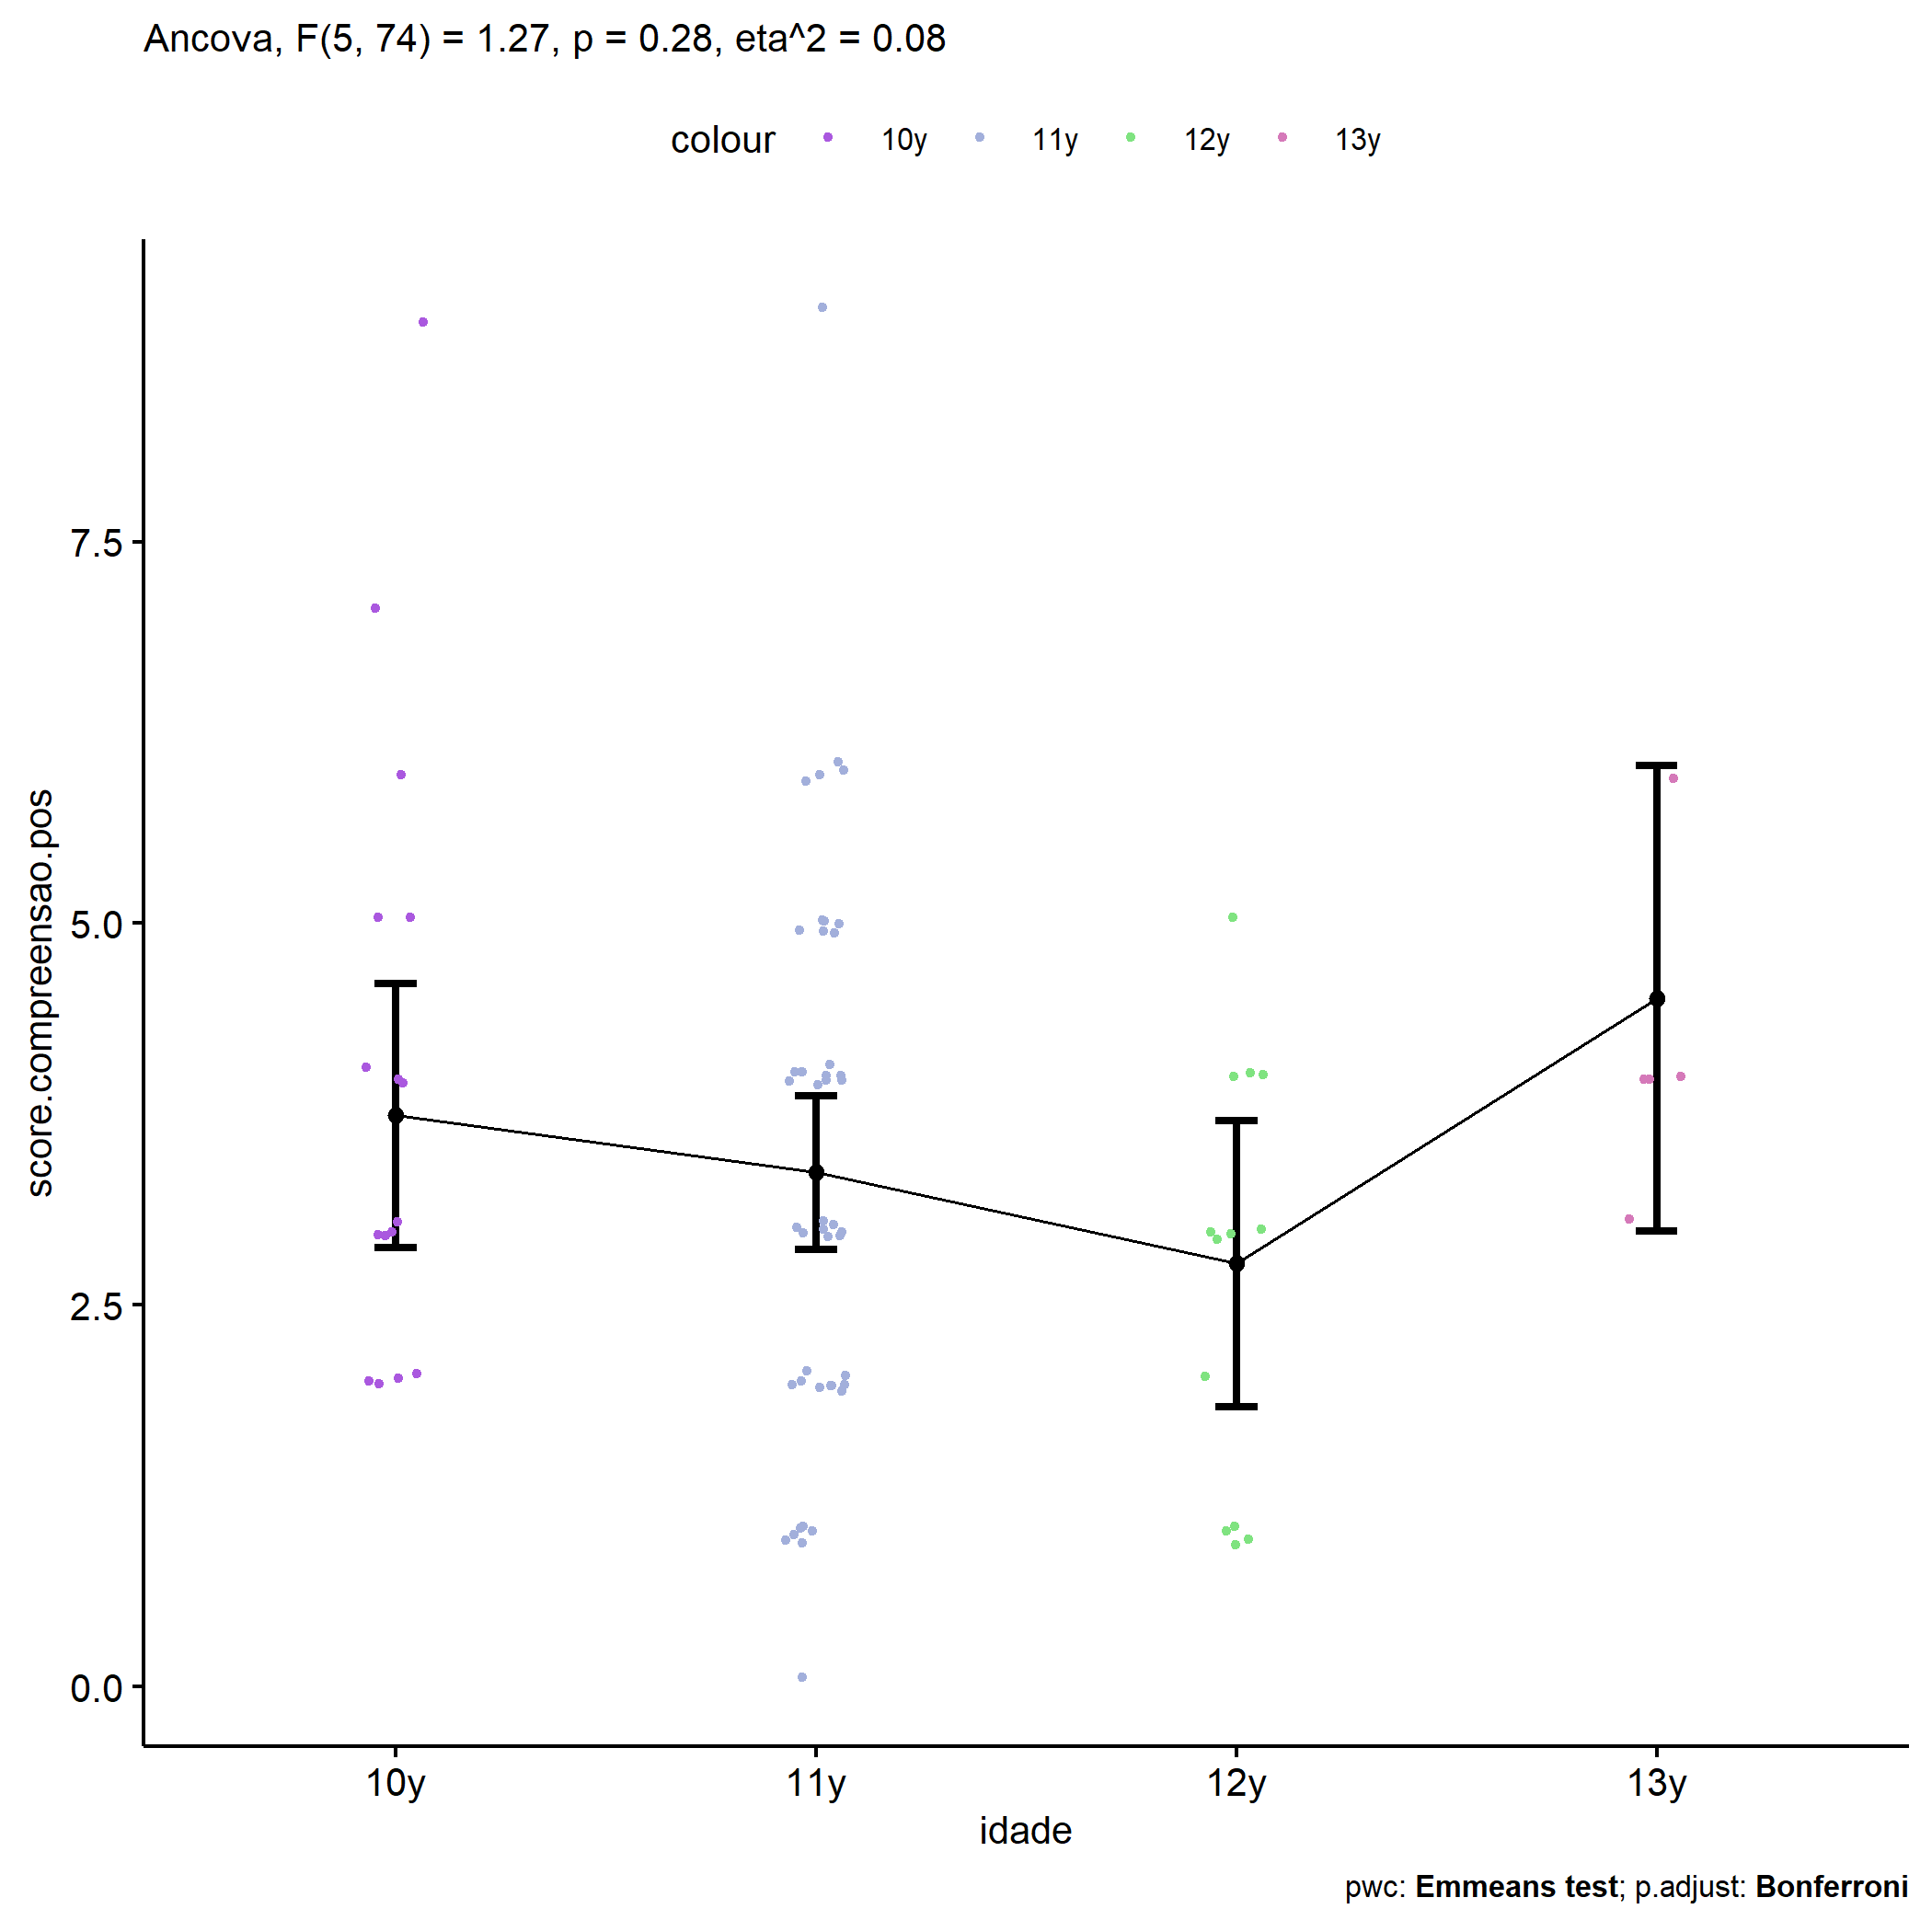 Ancova, F(5, 74) = 1.27, p = 0.28, eta^2 = 0.08
colour 10y 11y 12y 13y
score.compreensao.pos
7.5
5.0
2.5
0.0
10y 11y 12y 13y
idade
pwc: Emmeans test; p.adjust: Bonferroni